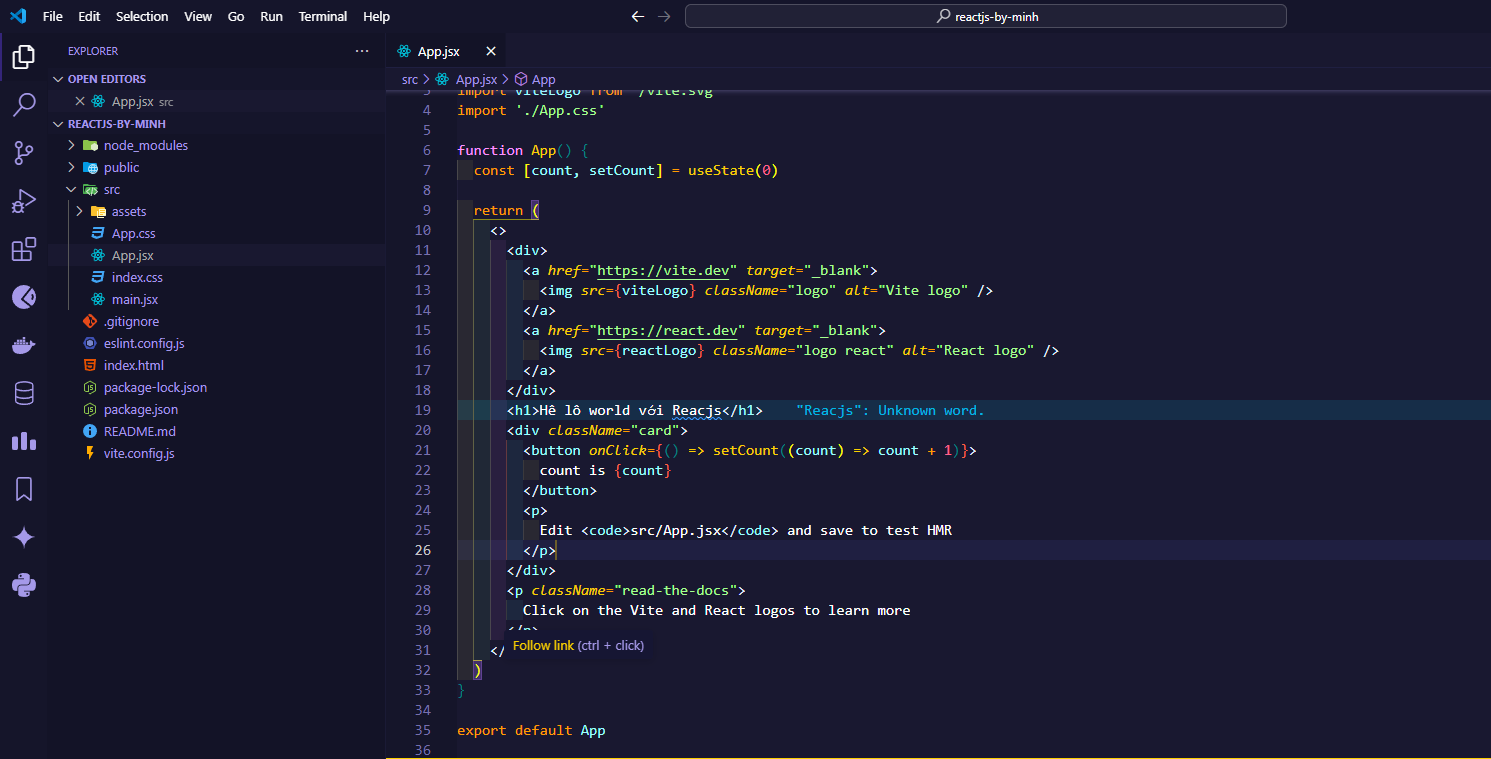 File Edit Selection View Go Run Terminal Help
reactjs-by-minh
EXPLORER
OPEN EDITORS
App.jsx src
REACTJS-BY-MINH
node_modules
public
src
assets
App.css
App.jsx
index.css
main.jsx
.gitignore
eslint.config.js
index.html
package-lock.json
package.json
README.md
vite.config.js
App.jsx
src > App.jsx > App
3 import viteLogo from '/vite.svg'
4 import './App.css'
5
6 function App() {
7 const [count, setCount] = useState(0)
8
9 return (
10 <>
11 <div>
12 <a href="https://vite.dev" target="_blank">
13 <img src={viteLogo} className="logo" alt="Vite logo" />
14 </a>
15 <a href="https://react.dev" target="_blank">
16 <img src={reactLogo} className="logo react" alt="React logo" />
17 </a>
18 </div>
19 <h1>Hê lô world với Reacjs</h1> "Reacjs": Unknown word.
20 <div className="card">
21 <button onClick={() => setCount((count) => count + 1)}>
22 count is {count}
23 </button>
24 <p>
25 Edit <code>src/App.jsx</code> and save to test HMR
26 </p>
27 </div>
28 <p className="read-the-docs">
29 Click on the Vite and React logos to learn more
30 </p>
31 </
Follow link (ctrl + click)
32 )
33 }
34
35 export default App
36